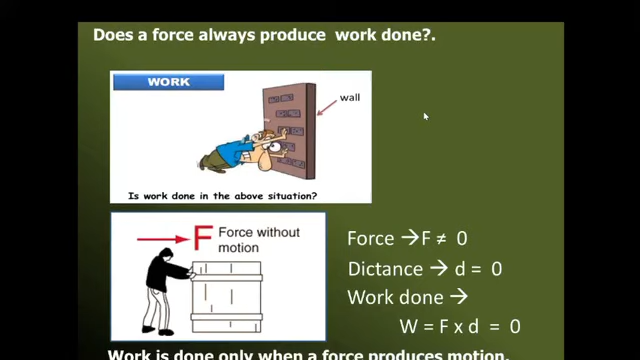 Does a force always produce work done?.
WORK
wall
Is work done in the above situation?
F Force without
motion
Force →F ≠ 0
Dictance → d = 0
Work done →
W = F x d = 0
Work is done only when a force produces motion.